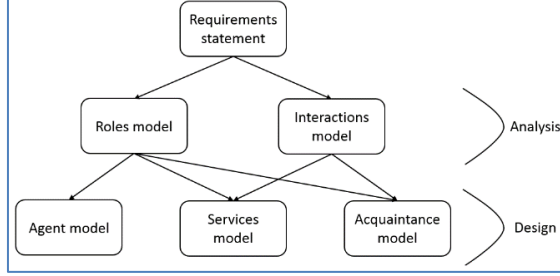 Requirements
statement
Roles model
Interactions
model
Analysis
Agent model
Services
model
Acquaintance
model
Design